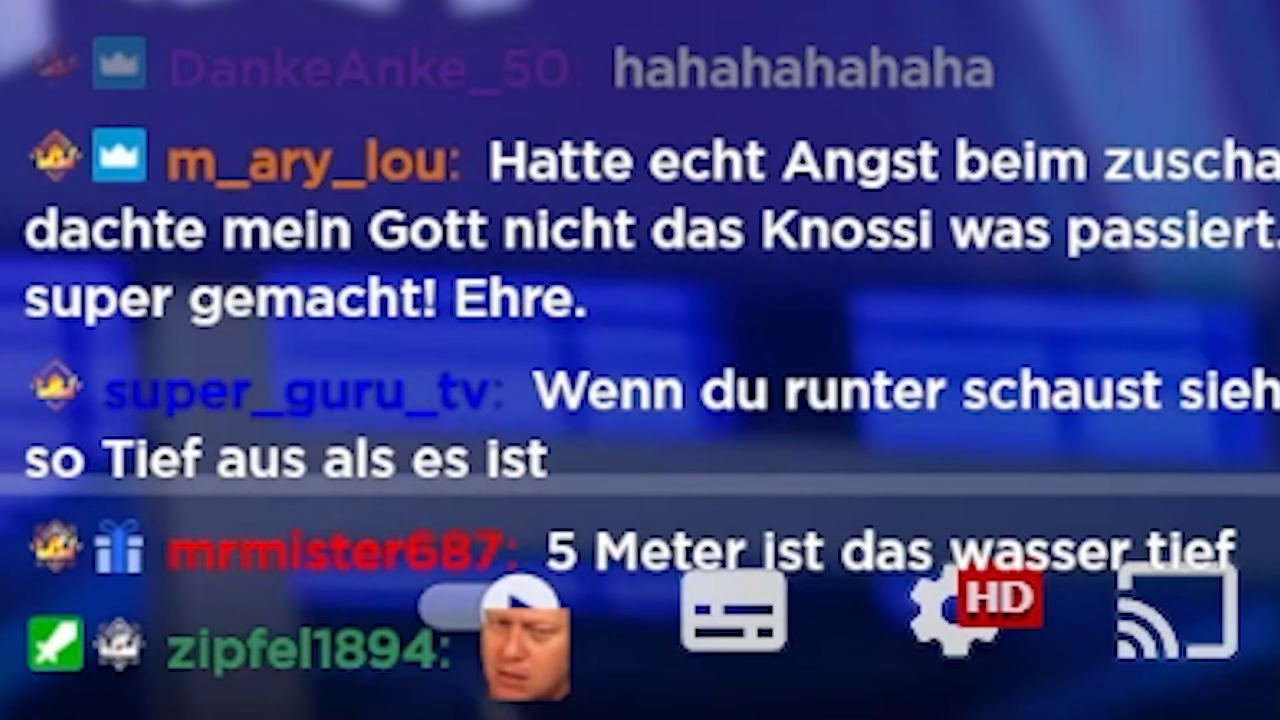 DankeAnke_50: hahahahahaha
m_ary_lou: Hatte echt Angst beim
dachte mein Gott nicht das Knossi was passiert.
super gemacht! Ehre.
super_guru_tv: Wenn du runter schaust
so Tief aus als es ist
mrmister687: 5 Meter ist das wasser tief
HD
zipfel1894: